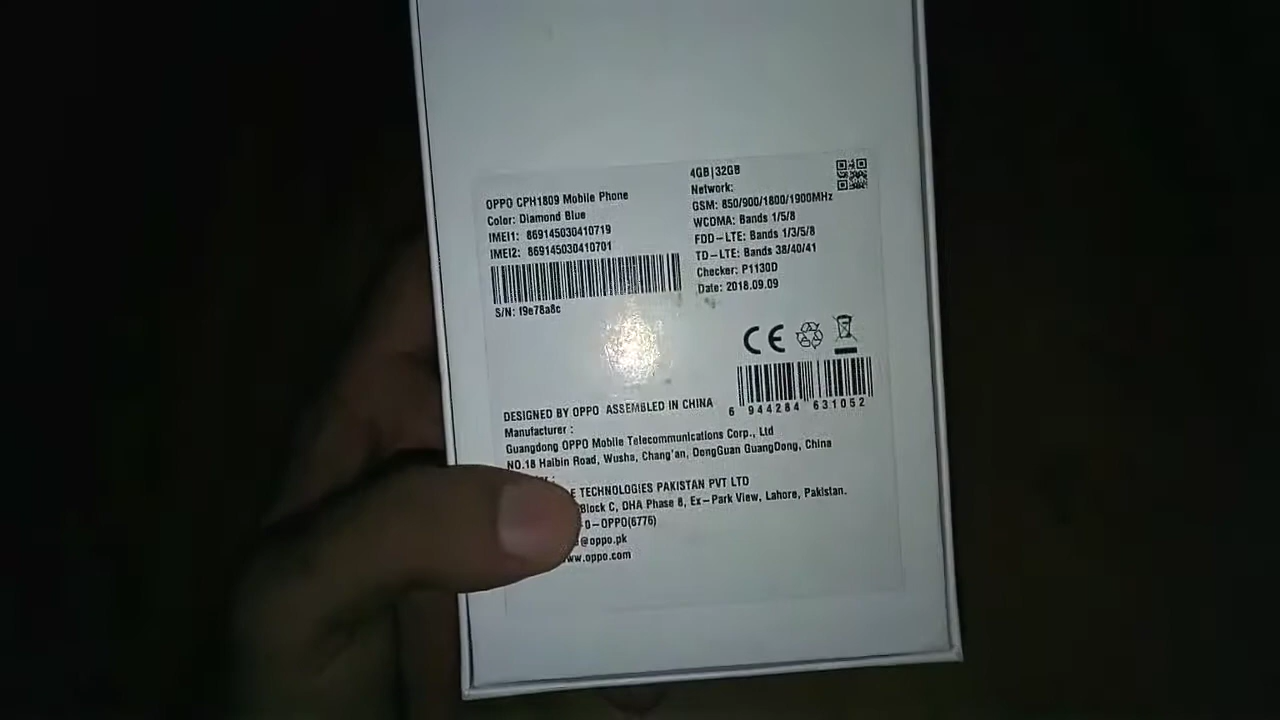 OPPO CPH1809 Mobile Phone
Color: Diamond Blue
IMEI1: 869145030410719
IMEI2: 869145030410701
S/N: f9e78a8c
4GB|32GB
Network:
GSM: 850/900/1800/1900MHz
WCDMA: Bands 1/5/8
FDD-LTE: Bands 1/3/5/8
TD-LTE: Bands 38/40/41
Checker: P1130D
Date: 2018.09.09
CE
6 944284 631052
DESIGNED BY OPPO ASSEMBLED IN CHINA
Manufacturer :
Guangdong OPPO Mobile Telecommunications Corp., Ltd
NO.18 Haibin Road, Wusha, Chang'an, DongGuan GuangDong, China
TECHNOLOGIES PAKISTAN PVT LTD
Block C, DHA Phase 8, Ex-Park View, Lahore, Pakistan.
0-OPPO(6776)
@oppo.pk
www.oppo.com